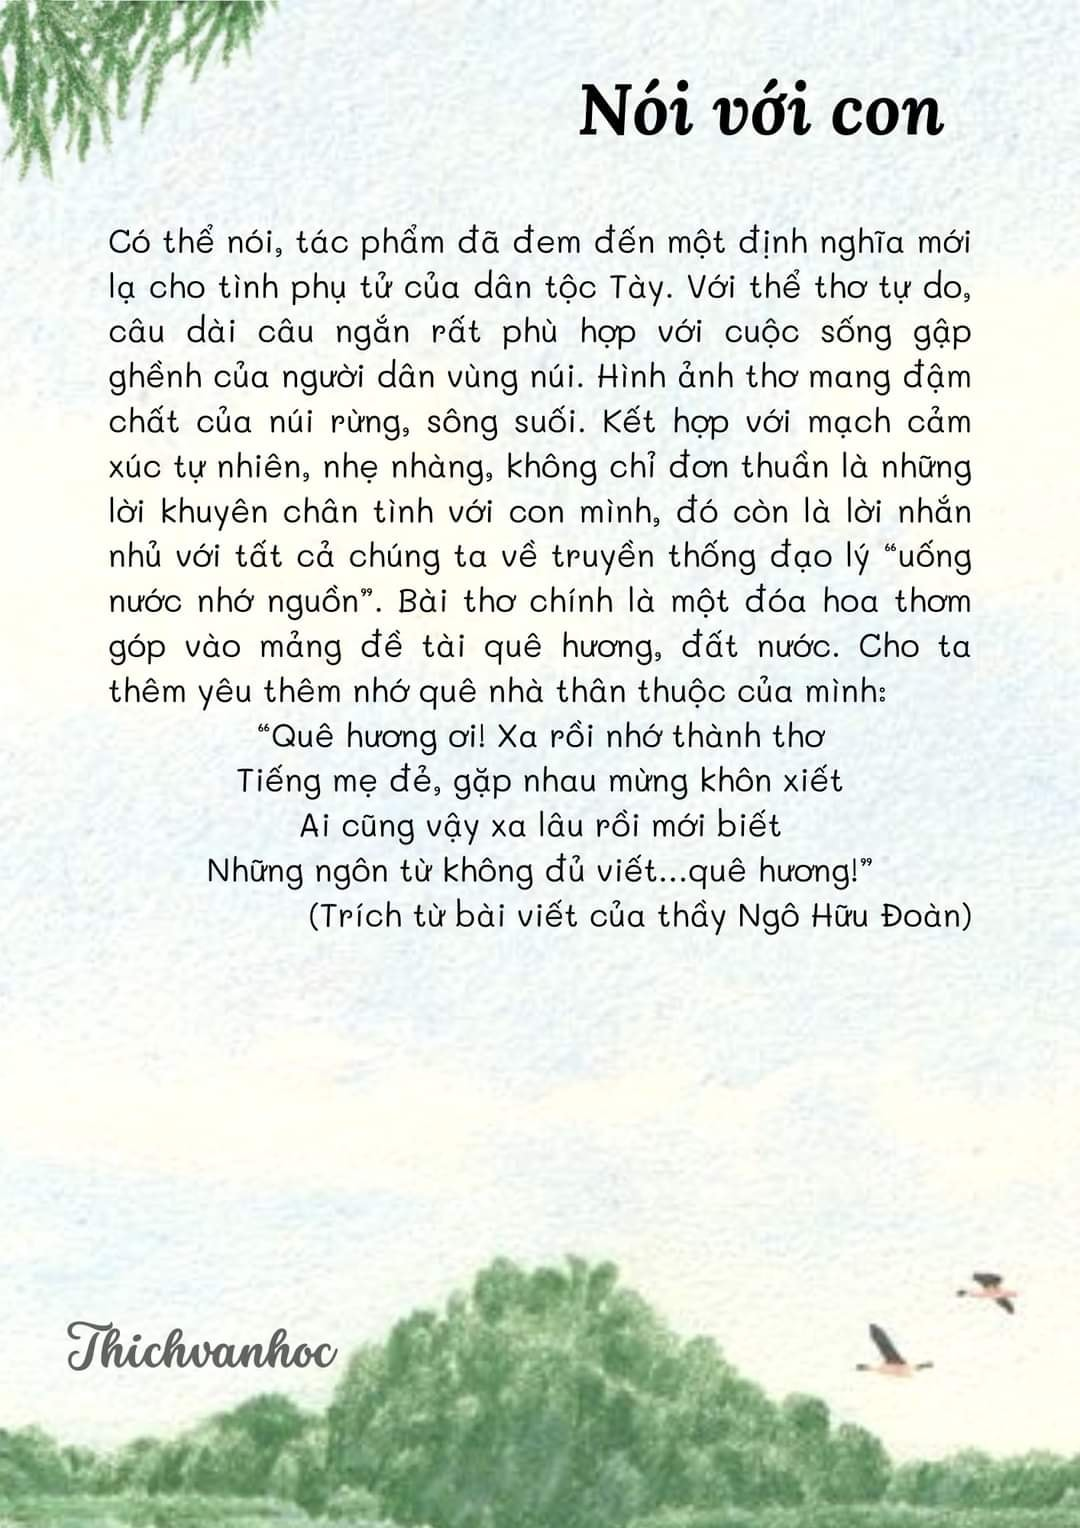 Nói với con
Có thể nói, tác phẩm đã đem đến một định nghĩa mới
lạ cho tình phụ tử của dân tộc Tày. Với thể thơ tự do,
câu dài câu ngắn rất phù hợp với cuộc sống gập
ghềnh của người dân vùng núi. Hình ảnh thơ mang đậm
chất của núi rừng, sông suối. Kết hợp với mạch cảm
xúc tự nhiên, nhẹ nhàng, không chỉ đơn thuần là những
lời khuyên chân tình với con mình, đó còn là lời nhắn
nhủ với tất cả chúng ta về truyền thống đạo lý “uống
nước nhớ nguồn”. Bài thơ chính là một đóa hoa thơm
góp vào mảng đề tài quê hương, đất nước. Cho ta
thêm yêu thêm nhớ quê nhà thân thuộc của mình:
“Quê hương ơi! Xa rồi nhớ thành thơ
Tiếng mẹ đẻ, gặp nhau mừng khôn xiết
Ai cũng vậy xa lâu rồi mới biết
Những ngôn từ không đủ viết...quê hương!”
(Trích từ bài viết của thầy Ngô Hữu Đoàn)
Thichvanhoc